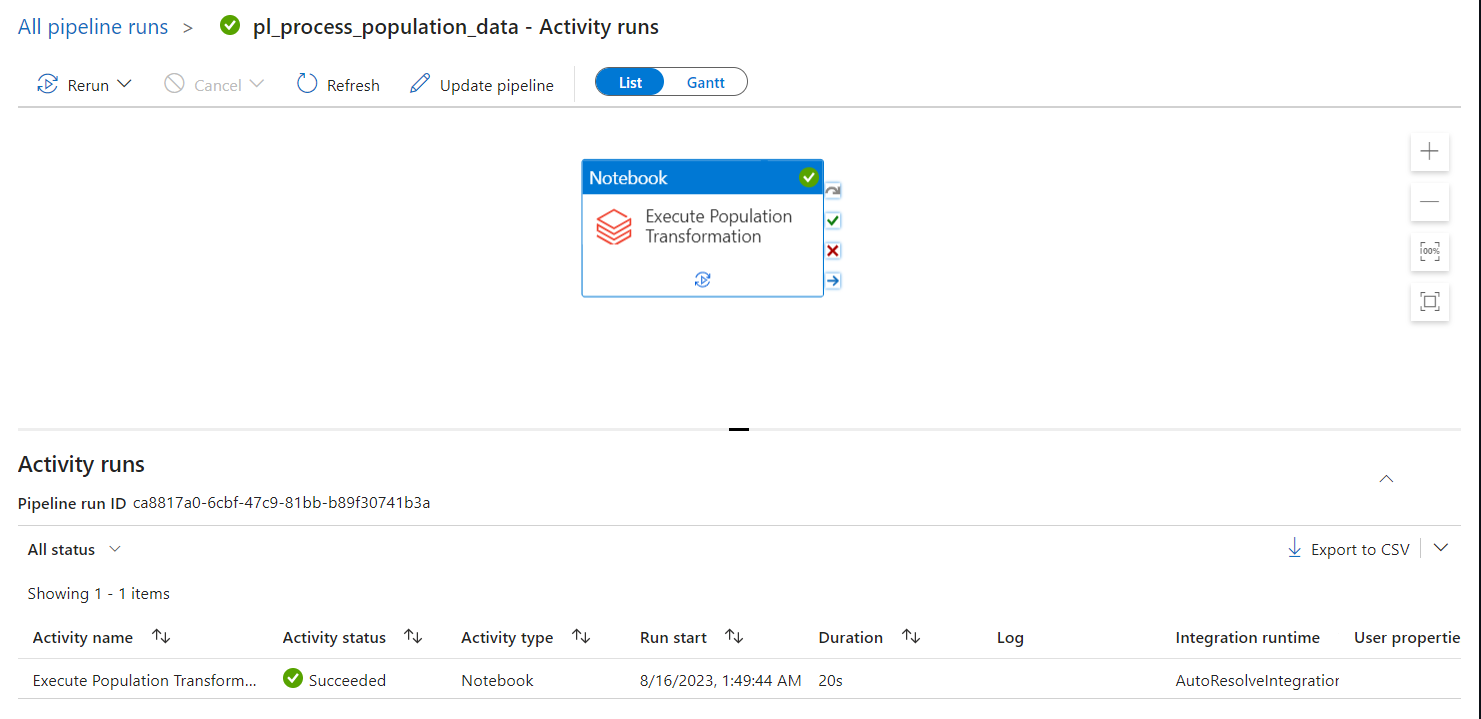 All pipeline runs > pl_process_population_data - Activity runs
Rerun Cancel Refresh Update pipeline List Gantt
Notebook
Execute Population
Transformation
100%
Activity runs
Pipeline run ID ca8817a0-6cbf-47c9-81bb-b89f30741b3a
All status Export to CSV
Showing 1 - 1 items
Activity name Activity status Activity type Run start Duration Log Integration runtime User propertie
Execute Population Transform... Succeeded Notebook 8/16/2023, 1:49:44 AM 20s AutoResolveIntegration